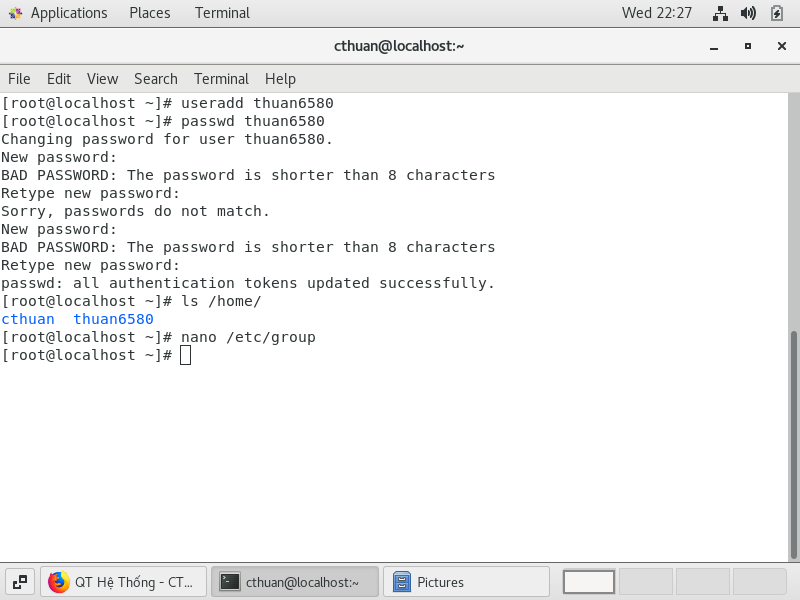 Applications Places Terminal Wed 22:27
cthuan@localhost:~
File Edit View Search Terminal Help
[root@localhost ~]# useradd thuan6580
[root@localhost ~]# passwd thuan6580
Changing password for user thuan6580.
New password:
BAD PASSWORD: The password is shorter than 8 characters
Retype new password:
Sorry, passwords do not match.
New password:
BAD PASSWORD: The password is shorter than 8 characters
Retype new password:
passwd: all authentication tokens updated successfully.
[root@localhost ~]# ls /home/
cthuan  thuan6580
[root@localhost ~]# nano /etc/group
[root@localhost ~]#
QT Hệ Thống - CT... cthuan@localhost:~ Pictures